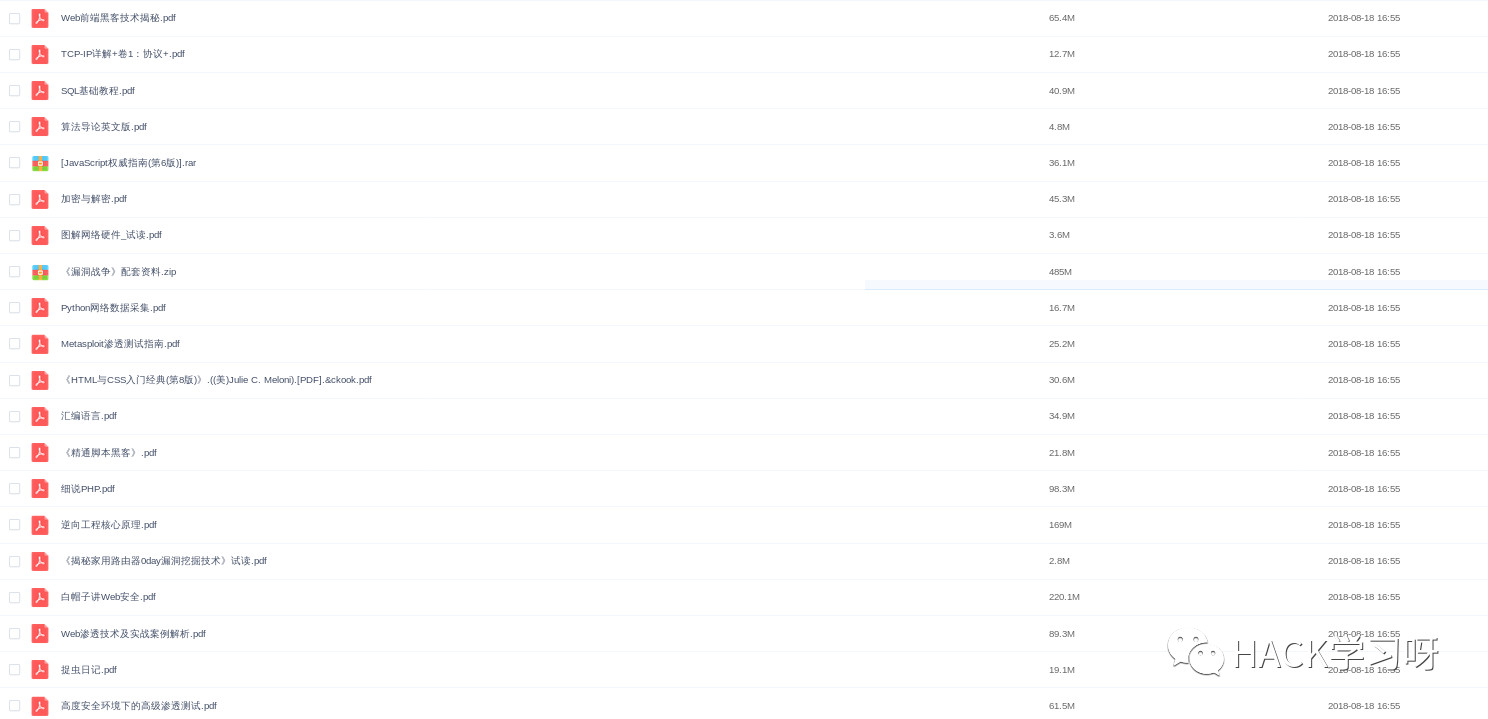 Web前端黑客技术揭秘.pdf 65.4M 2018-08-18 16:55
TCP-IP详解+卷1：协议+.pdf 12.7M 2018-08-18 16:55
SQL基础教程.pdf 40.9M 2018-08-18 16:55
算法导论英文版.pdf 4.8M 2018-08-18 16:55
[JavaScript权威指南(第6版)].rar 36.1M 2018-08-18 16:55
加密与解密.pdf 45.3M 2018-08-18 16:55
图解网络硬件_试读.pdf 3.6M 2018-08-18 16:55
《漏洞战争》配套资料.zip 485M 2018-08-18 16:55
Python网络数据采集.pdf 16.7M 2018-08-18 16:55
Metasploit渗透测试指南.pdf 25.2M 2018-08-18 16:55
《HTML与CSS入门经典(第8版)》.((美)Julie C. Meloni).[PDF].&ckook.pdf 30.6M 2018-08-18 16:55
汇编语言.pdf 34.9M 2018-08-18 16:55
《精通脚本黑客》.pdf 21.8M 2018-08-18 16:55
细说PHP.pdf 98.3M 2018-08-18 16:55
逆向工程核心原理.pdf 169M 2018-08-18 16:55
《揭秘家用路由器0day漏洞挖掘技术》试读.pdf 2.8M 2018-08-18 16:55
白帽子讲Web安全.pdf 220.1M 2018-08-18 16:55
Web渗透技术及实战案例解析.pdf 89.3M 2018-08-18 16:55
HACK学习呀
捉虫日记.pdf 19.1M 2018-08-18 16:55
高度安全环境下的高级渗透测试.pdf 61.5M 2018-08-18 16:55